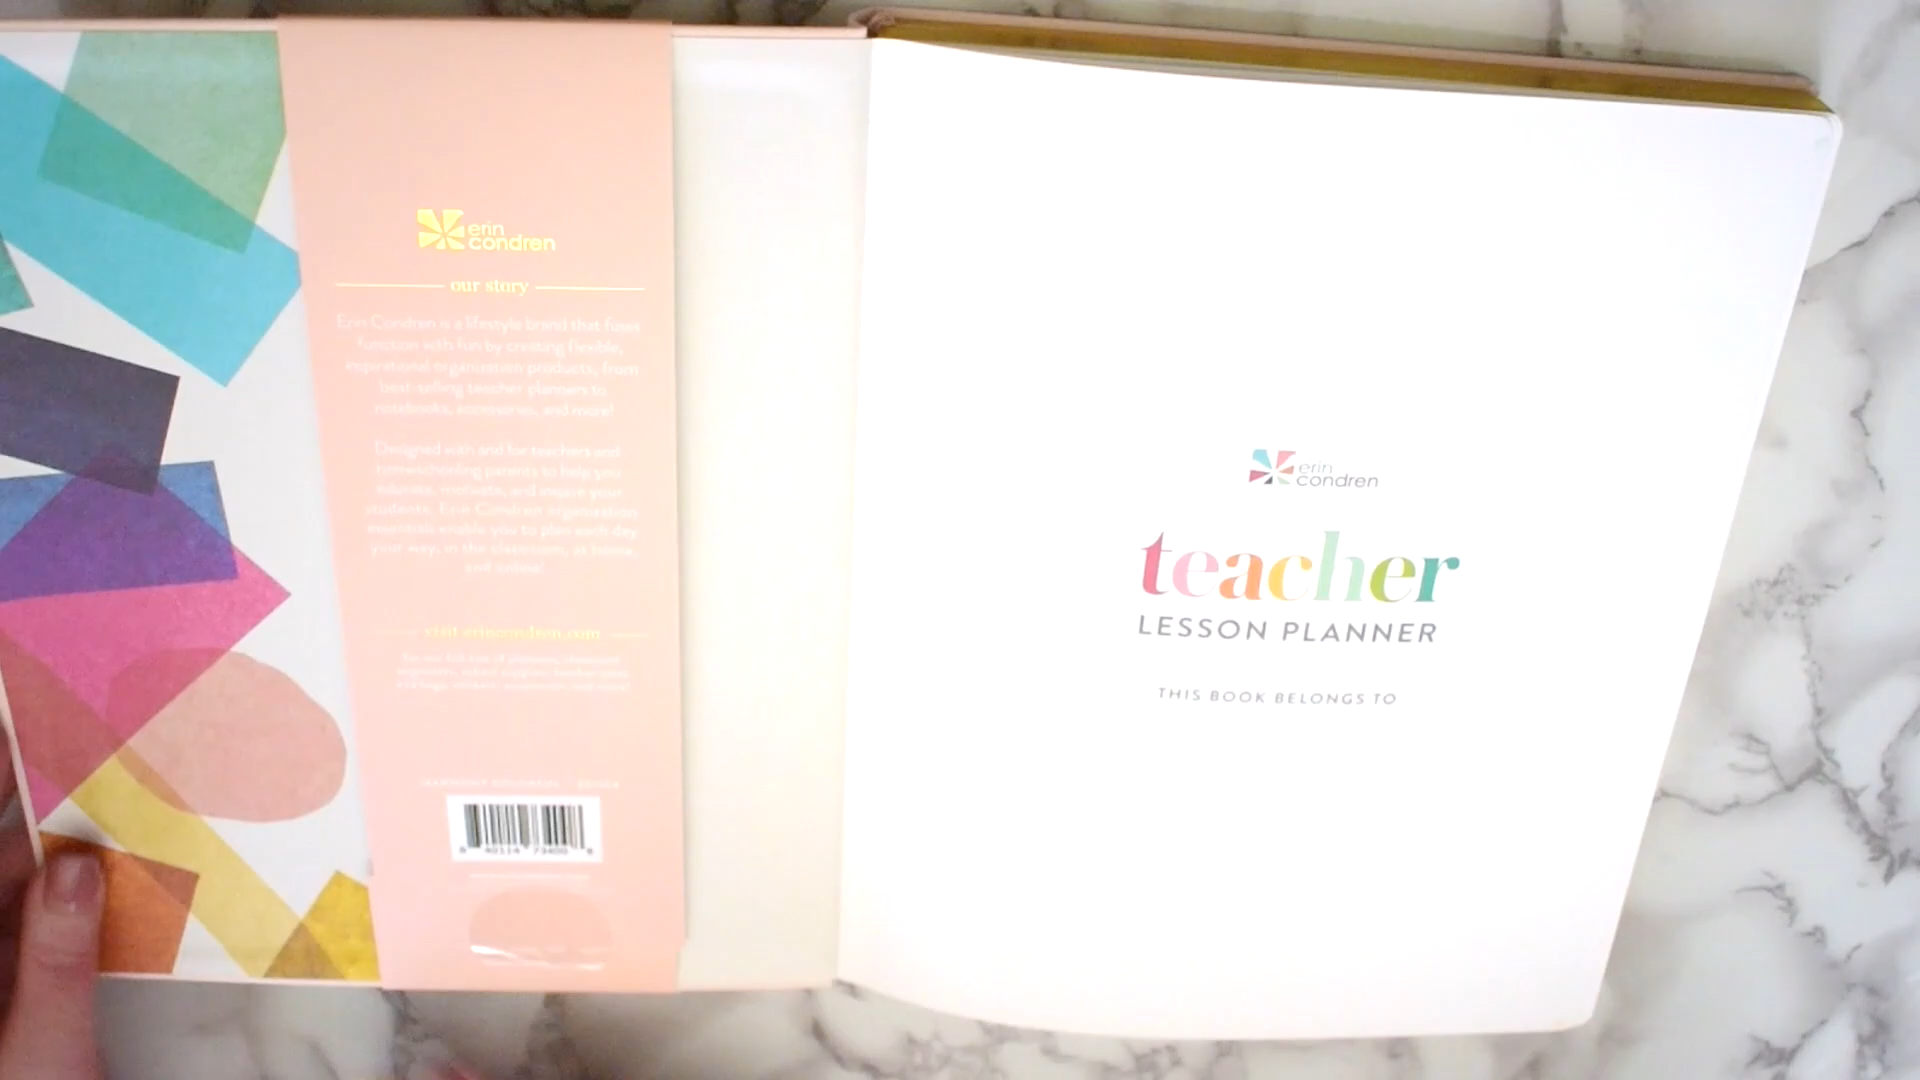 erin
condren
our story
Erin Condren is a lifestyle brand that fuses
function with fun by creating flexible,
inspirational organization products, from
best-selling teacher planners to
notebooks, accessories, and more!
Designed with and for teachers and
homeschooling parents to help you
educate, motivate, and inspire your
students, Erin Condren organization
essentials enable you to plan each day
your way, in the classroom, at home,
and online!
visit erincondren.com
erin
condren
teacher
LESSON PLANNER
THIS BOOK BELONGS TO